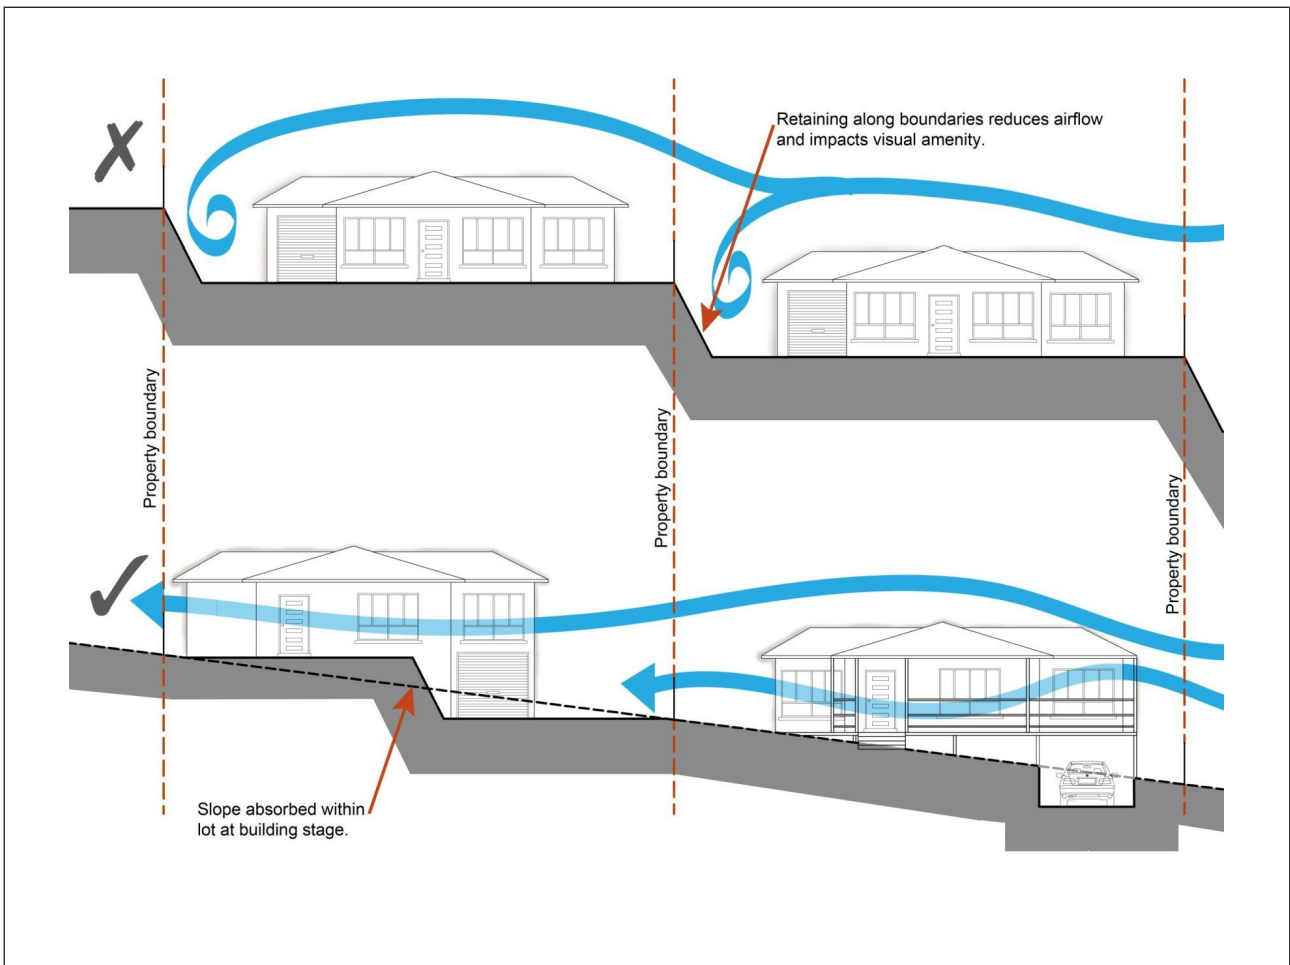 Retaining along boundaries reduces airflow
and impacts visual amenity.
Property boundary
Property boundary
Property boundary
Slope absorbed within
lot at building stage.